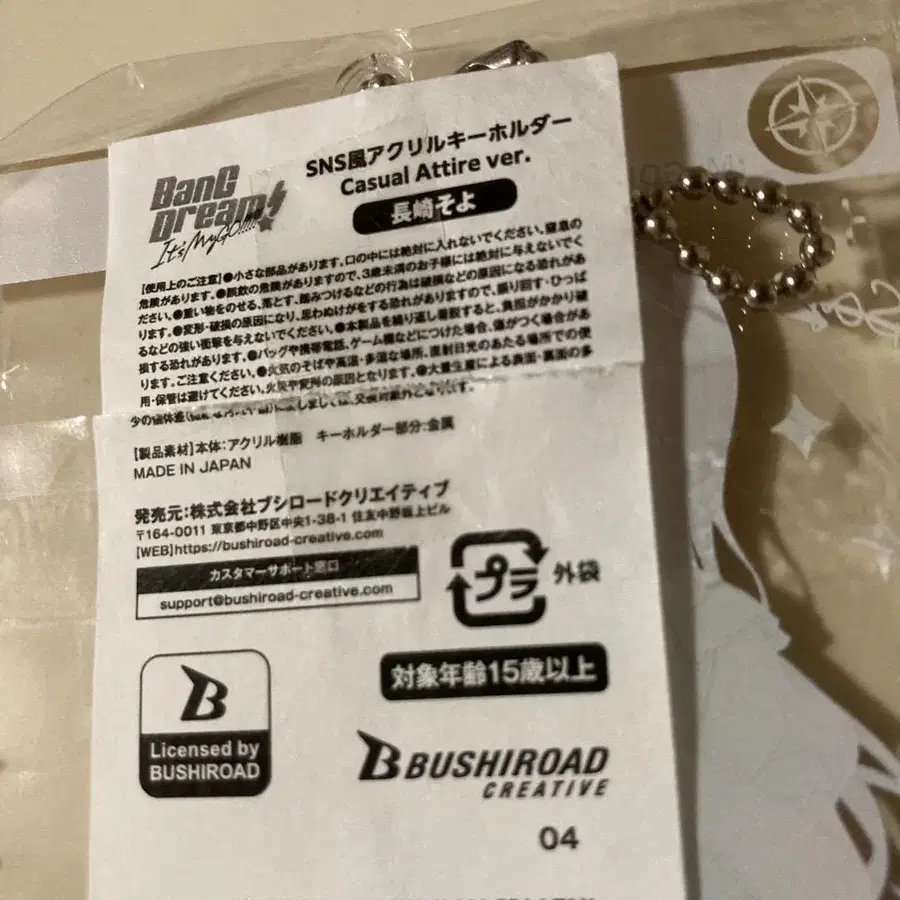 SNS風アクリルキーホルダー
Casual Attire ver.
長崎そよ
BanG
Dream!
It'sMyGO!!!!!
【使用上のご注意】●小さな部品があります。口の中には絶対に入れないでください。窒息の
危険があります。●誤飲の危険がありますので、3歳未満のお子様には絶対に与えないでく
ださい。●重い物をのせる、落とす、踏みつけるなどの行為は破損などの原因になる恐れがあ
ります。●変形・破損の原因になり、思わぬけがをする恐れがありますので、振り回す・ひっぱ
るなどの強い衝撃を与えないでください。●本製品を繰り返し着脱すると、負担がかかり破
損する恐れがあります。●バッグや携帯電話、ゲーム機などにつけた場合、傷がつく場合があ
ります。ご注意ください。●火気のそばや高温・多湿な場所、直射日光のあたる場所での使
用・保管は避けてください。火災や変形の原因となります。●大量生産による表面・裏面の多
少の個体差
交換対象外となります。
【製品素材】本体:アクリル樹脂 キーホルダー部分:金属
MADE IN JAPAN
発売元:株式会社ブシロードクリエイティブ
〒164-0011 東京都中野区中央1-38-1 住友中野坂上ビル
【WEB】https://bushiroad-creative.com
カスタマーサポート窓口
support@bushiroad-creative.com
プラ
外袋
対象年齢15歳以上
B
Licensed by
BUSHIROAD
BUSHIROAD
CREATIVE
04